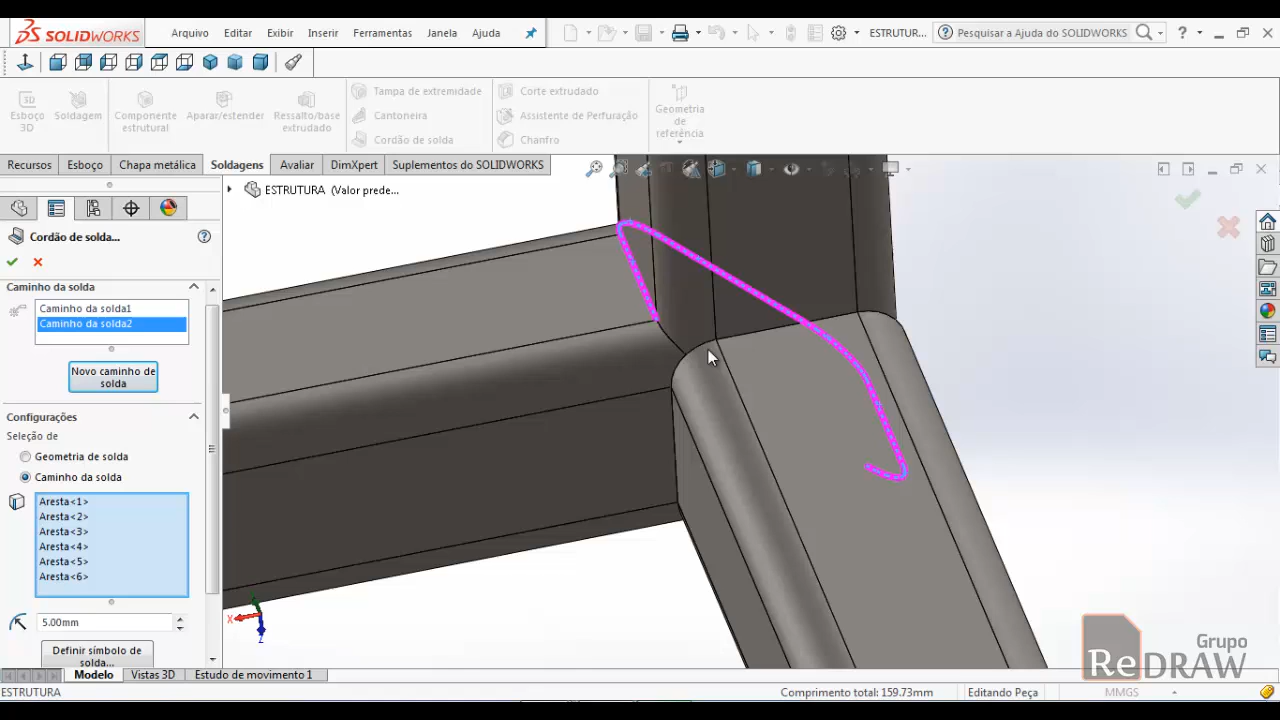 SOLIDWORKS
Arquivo Editar Exibir Inserir Ferramentas Janela Ajuda
ESTRUTUR...
Pesquisar a Ajuda do SOLIDWORKS
Esboço
3D
Soldagem
Componente
estrutural
Aparar/estender
Ressalto/base
extrudado
Tampa de extremidade
Cantoneira
Cordão de solda
Corte extrudado
Assistente de Perfuração
Chanfro
Geometria
de
referência
Recursos Esboço Chapa metálica Soldagens Avaliar DimXpert Suplementos do SOLIDWORKS
ESTRUTURA (Valor prede...
Cordão de solda...
Caminho da solda
Caminho da solda1
Caminho da solda2
Novo caminho de
solda
Configurações
Seleção de
Geometria de solda
Caminho da solda
Aresta<1>
Aresta<2>
Aresta<3>
Aresta<4>
Aresta<5>
Aresta<6>
5.00mm
Definir símbolo de
solda...
X
Z
Grupo
ReDRAW
Modelo Vistas 3D Estudo de movimento 1
ESTRUTURA
Comprimento total: 159.73mm
Editando Peça
MMGS